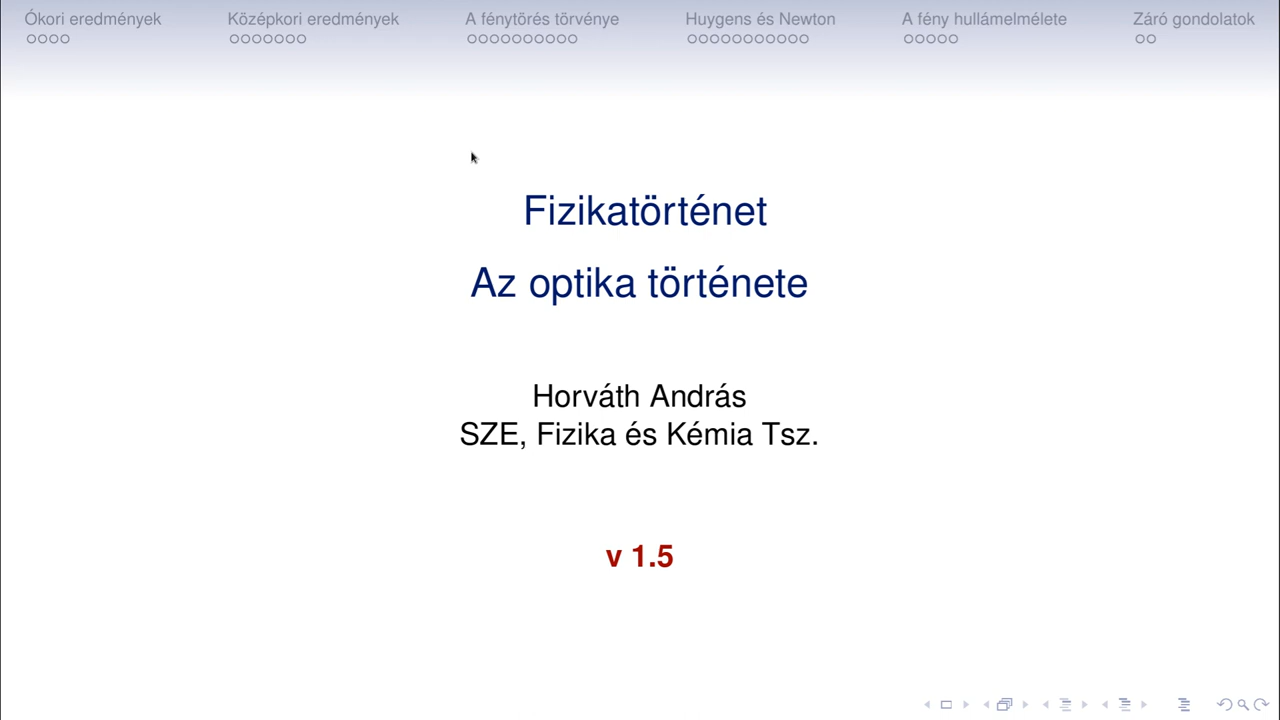 Ókori eredmények
Középkori eredmények
A fénytörés törvénye
Huygens és Newton
A fény hullámelmélete
Záró gondolatok
Fizikatörténet
Az optika története
Horváth András
SZE, Fizika és Kémia Tsz.
v 1.5